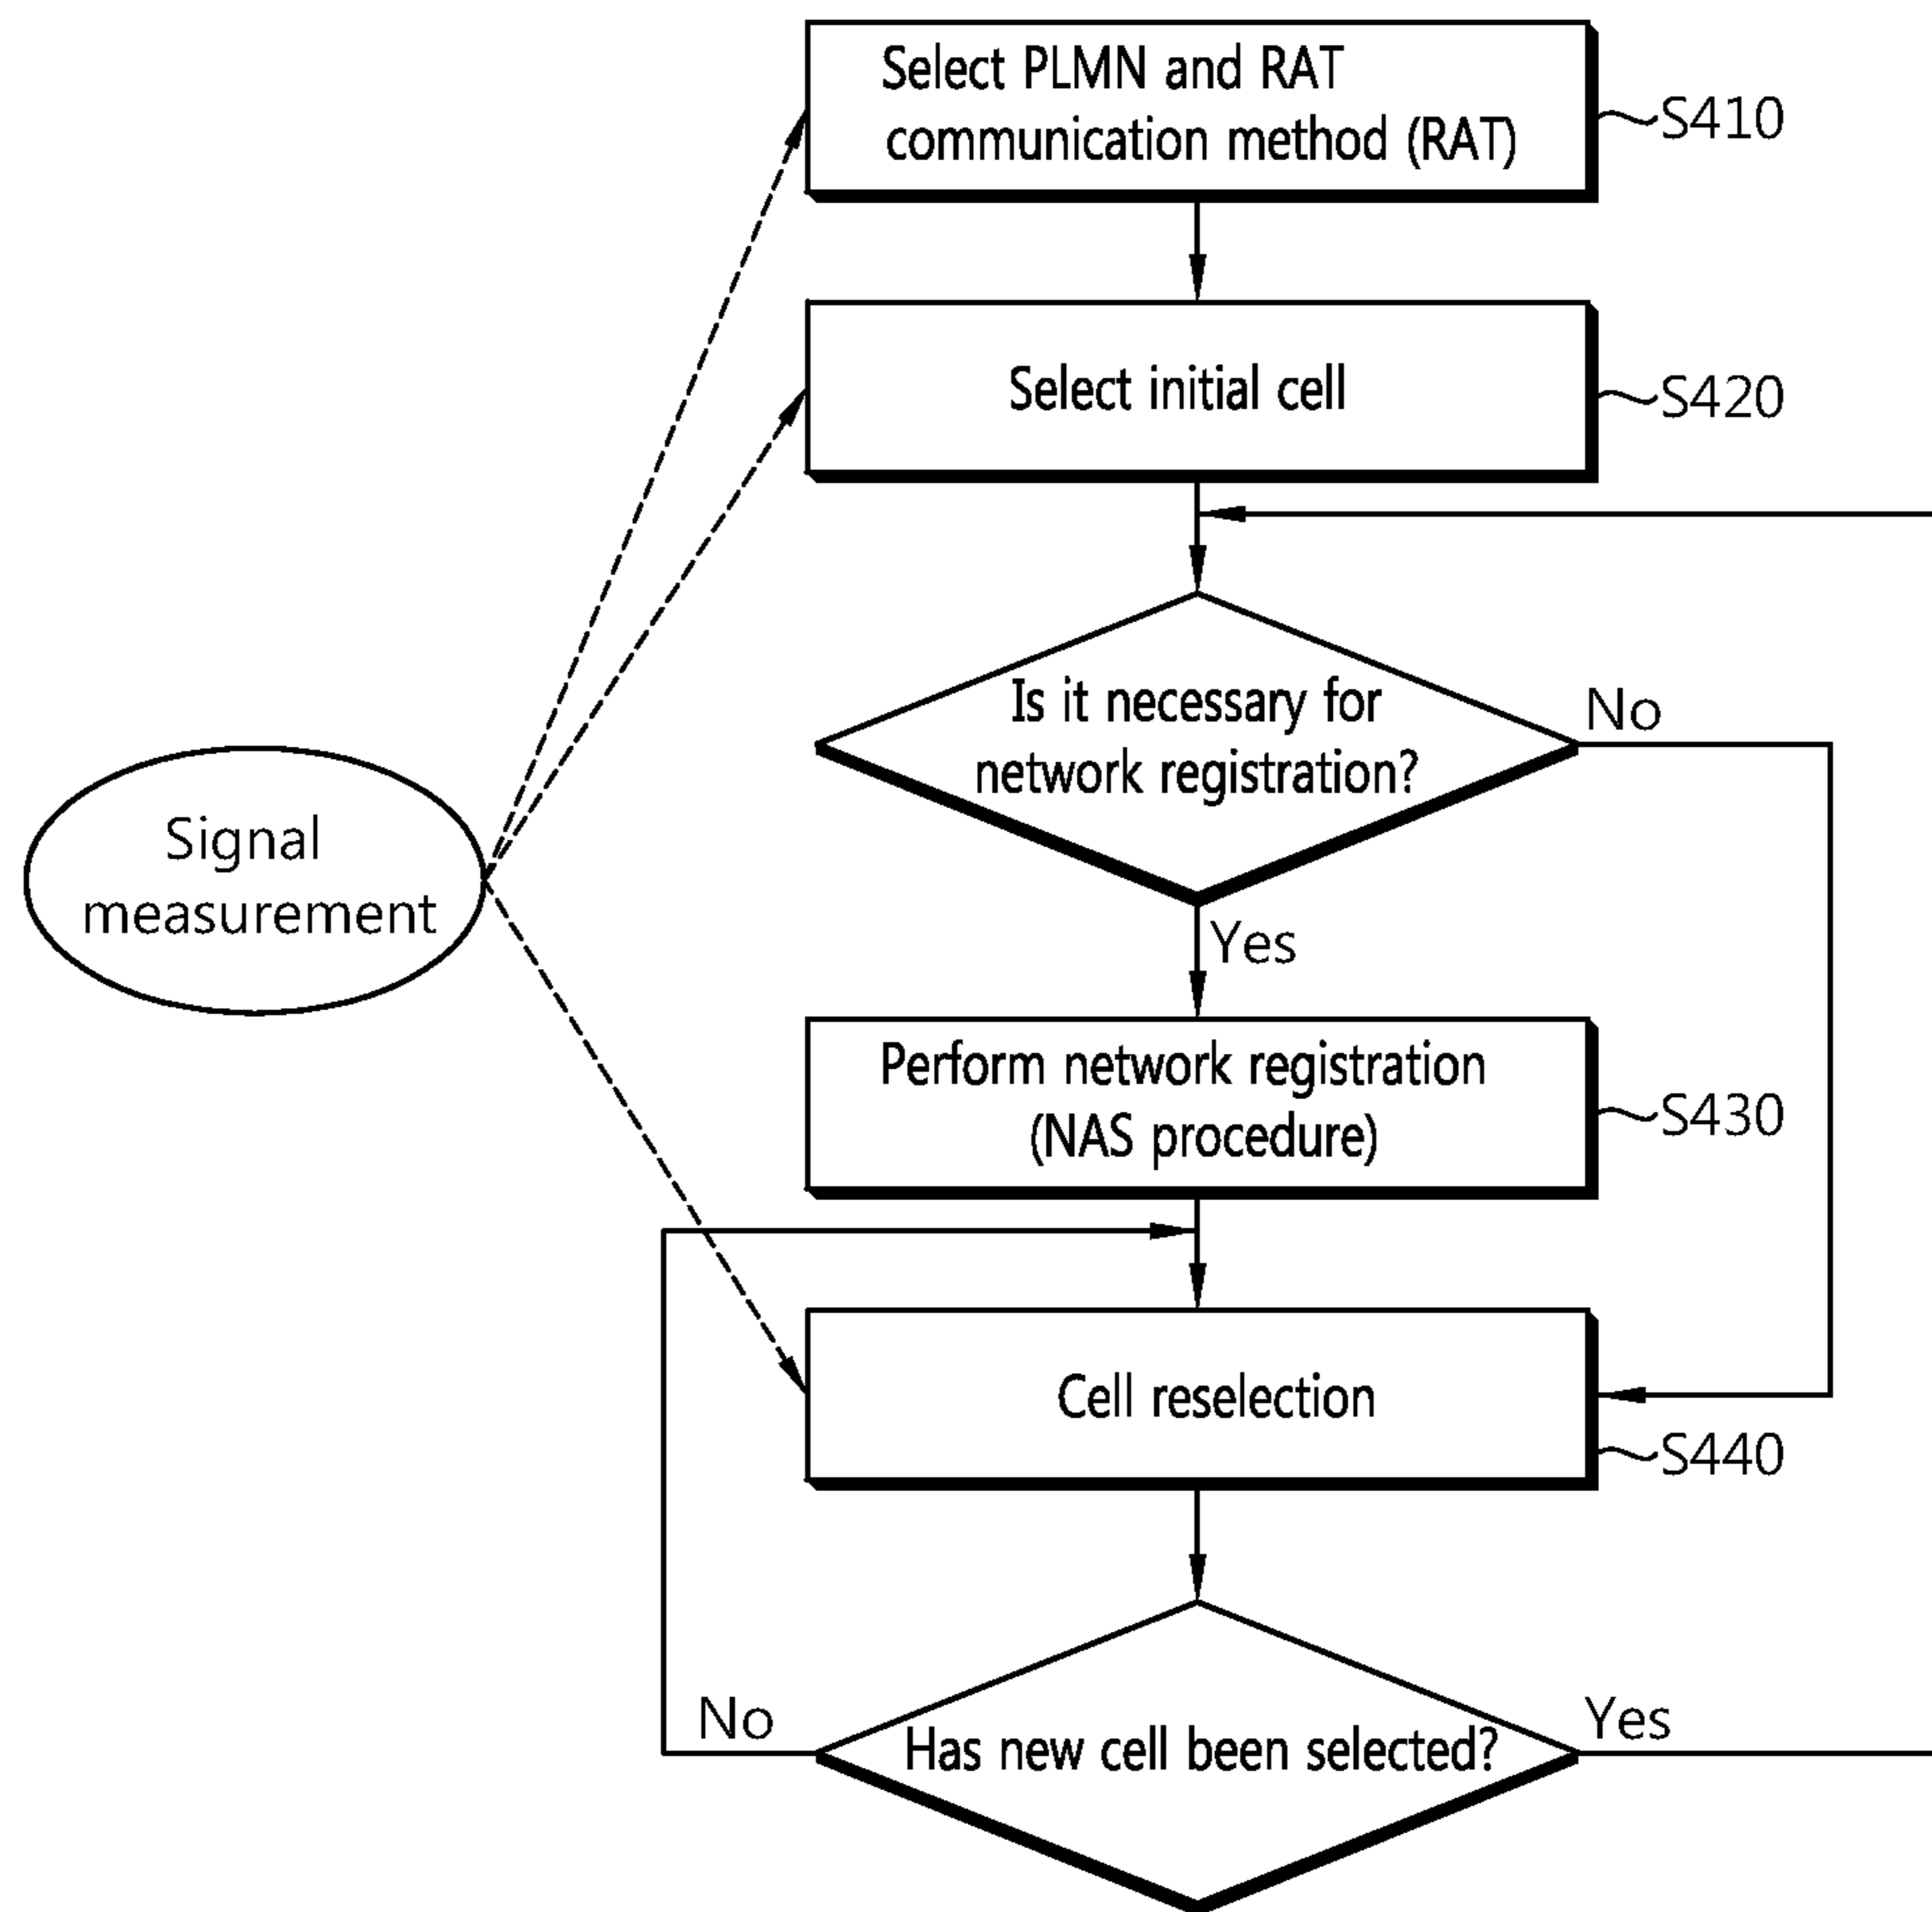 Select PLMN and RAT
communication method (RAT)
S410
Select initial cell
S420
Is it necessary for
network registration?
No
Signal
measurement
Yes
Perform network registration
(NAS procedure)
S430
Cell reselection
S440
No
Has new cell been selected?
Yes